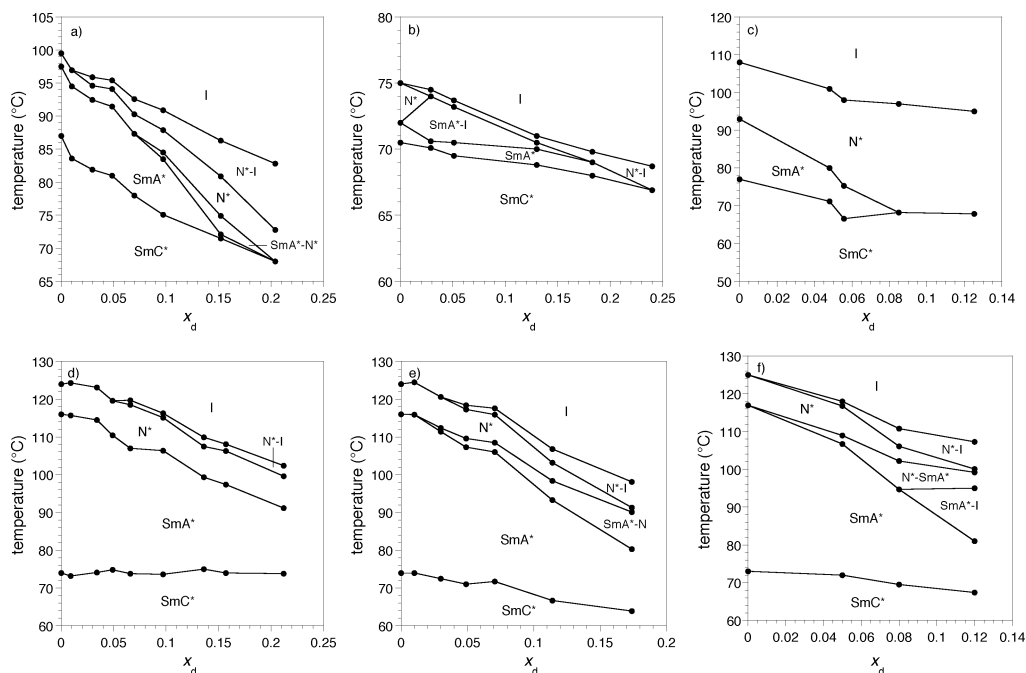 a)
105
100
95
90
85
80
75
70
65
temperature (°C)
I
N*-I
SmA*
N*
SmA*-N*
SmC*
0
0.05
0.1
0.15
0.2
0.25
xd
b)
80
75
70
65
60
temperature (°C)
I
N*
SmA*-I
SmA*
N*-I
SmC*
0
0.05
0.1
0.15
0.2
0.25
xd
c)
120
110
100
90
80
70
60
50
temperature (°C)
I
N*
SmA*
SmC*
0
0.02
0.04
0.06
0.08
0.1
0.12
0.14
xd
d)
130
120
110
100
90
80
70
60
temperature (°C)
I
N*
N*-I
SmA*
SmC*
0
0.05
0.1
0.15
0.2
0.25
xd
e)
130
120
110
100
90
80
70
60
temperature (°C)
I
N*
N*-I
SmA*-N
SmA*
SmC*
0
0.05
0.1
0.15
0.2
xd
f)
130
120
110
100
90
80
70
60
temperature (°C)
I
N*
N*-I
N*-SmA*
SmA*-I
SmA*
SmC*
0
0.02
0.04
0.06
0.08
0.10
0.12
0.14
xd